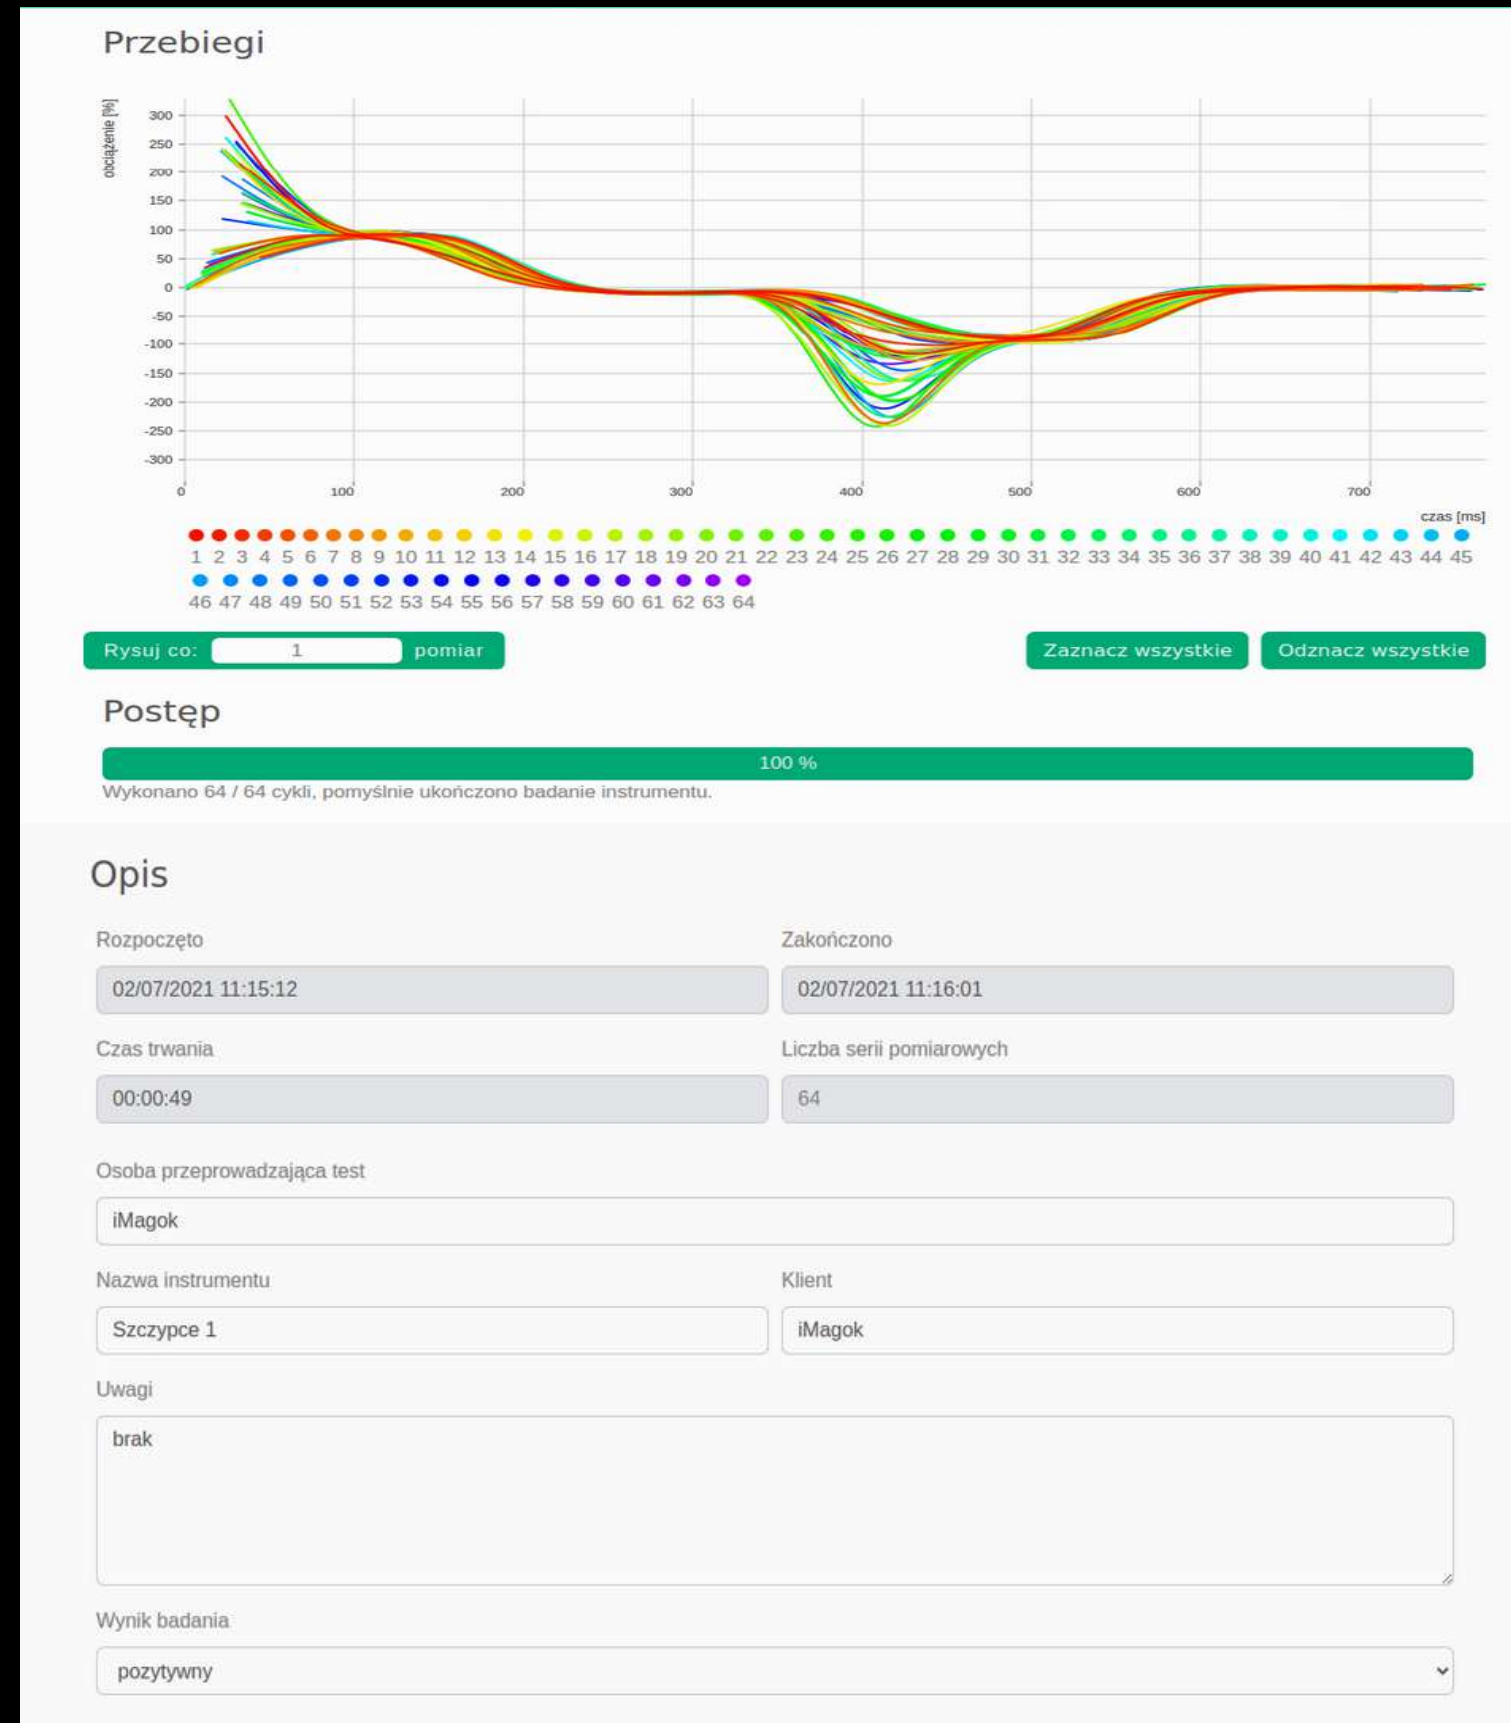 Przebiegi
obciążenie [%]
300
250
200
150
100
50
0
-50
-100
-150
-200
-250
-300
0 100 200 300 400 500 600 700
czas [ms]
1 2 3 4 5 6 7 8 9 10 11 12 13 14 15 16 17 18 19 20 21 22 23 24 25 26 27 28 29 30 31 32 33 34 35 36 37 38 39 40 41 42 43 44 45
46 47 48 49 50 51 52 53 54 55 56 57 58 59 60 61 62 63 64
Rysuj co: 1 pomiar Zaznacz wszystkie Odznacz wszystkie
Postęp
100 %
Wykonano 64 / 64 cykli, pomyślnie ukończono badanie instrumentu.
Opis
Rozpoczęto Zakończono
02/07/2021 11:15:12 02/07/2021 11:16:01
Czas trwania Liczba serii pomiarowych
00:00:49 64
Osoba przeprowadzająca test
iMagok
Nazwa instrumentu Klient
Szczypce 1 iMagok
Uwagi
brak
Wynik badania
pozytywny